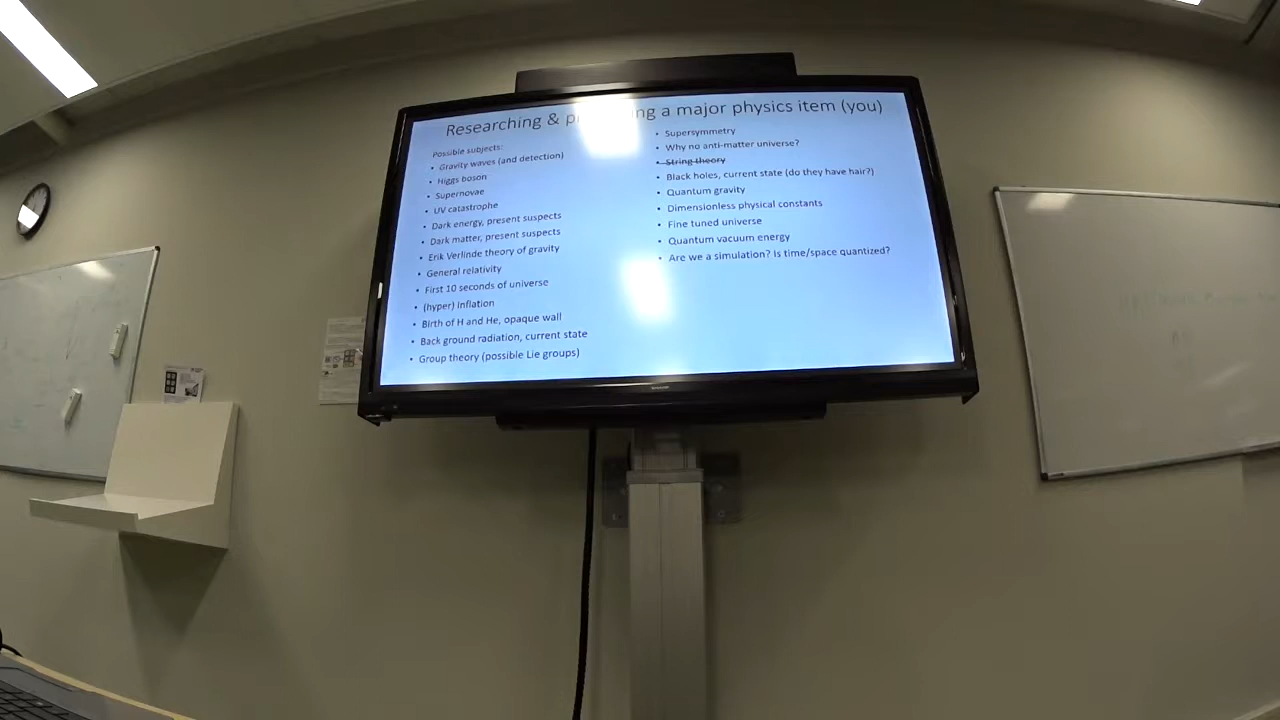 Researching & p ng a major physics item (you)
Possible subjects:
• Gravity waves (and detection)
• Higgs boson
• Supernovae
• UV catastrophe
• Dark energy, present suspects
• Dark matter, present suspects
• Erik Verlinde theory of gravity
• General relativity
• First 10 seconds of universe
• (hyper) Inflation
• Birth of H and He, opaque wall
• Back ground radiation, current state
• Group theory (possible Lie groups)
• Supersymmetry
• Why no anti-matter universe?
• String theory
• Black holes, current state (do they have hair?)
• Quantum gravity
• Dimensionless physical constants
• Fine tuned universe
• Quantum vacuum energy
• Are we a simulation? Is time/space quantized?